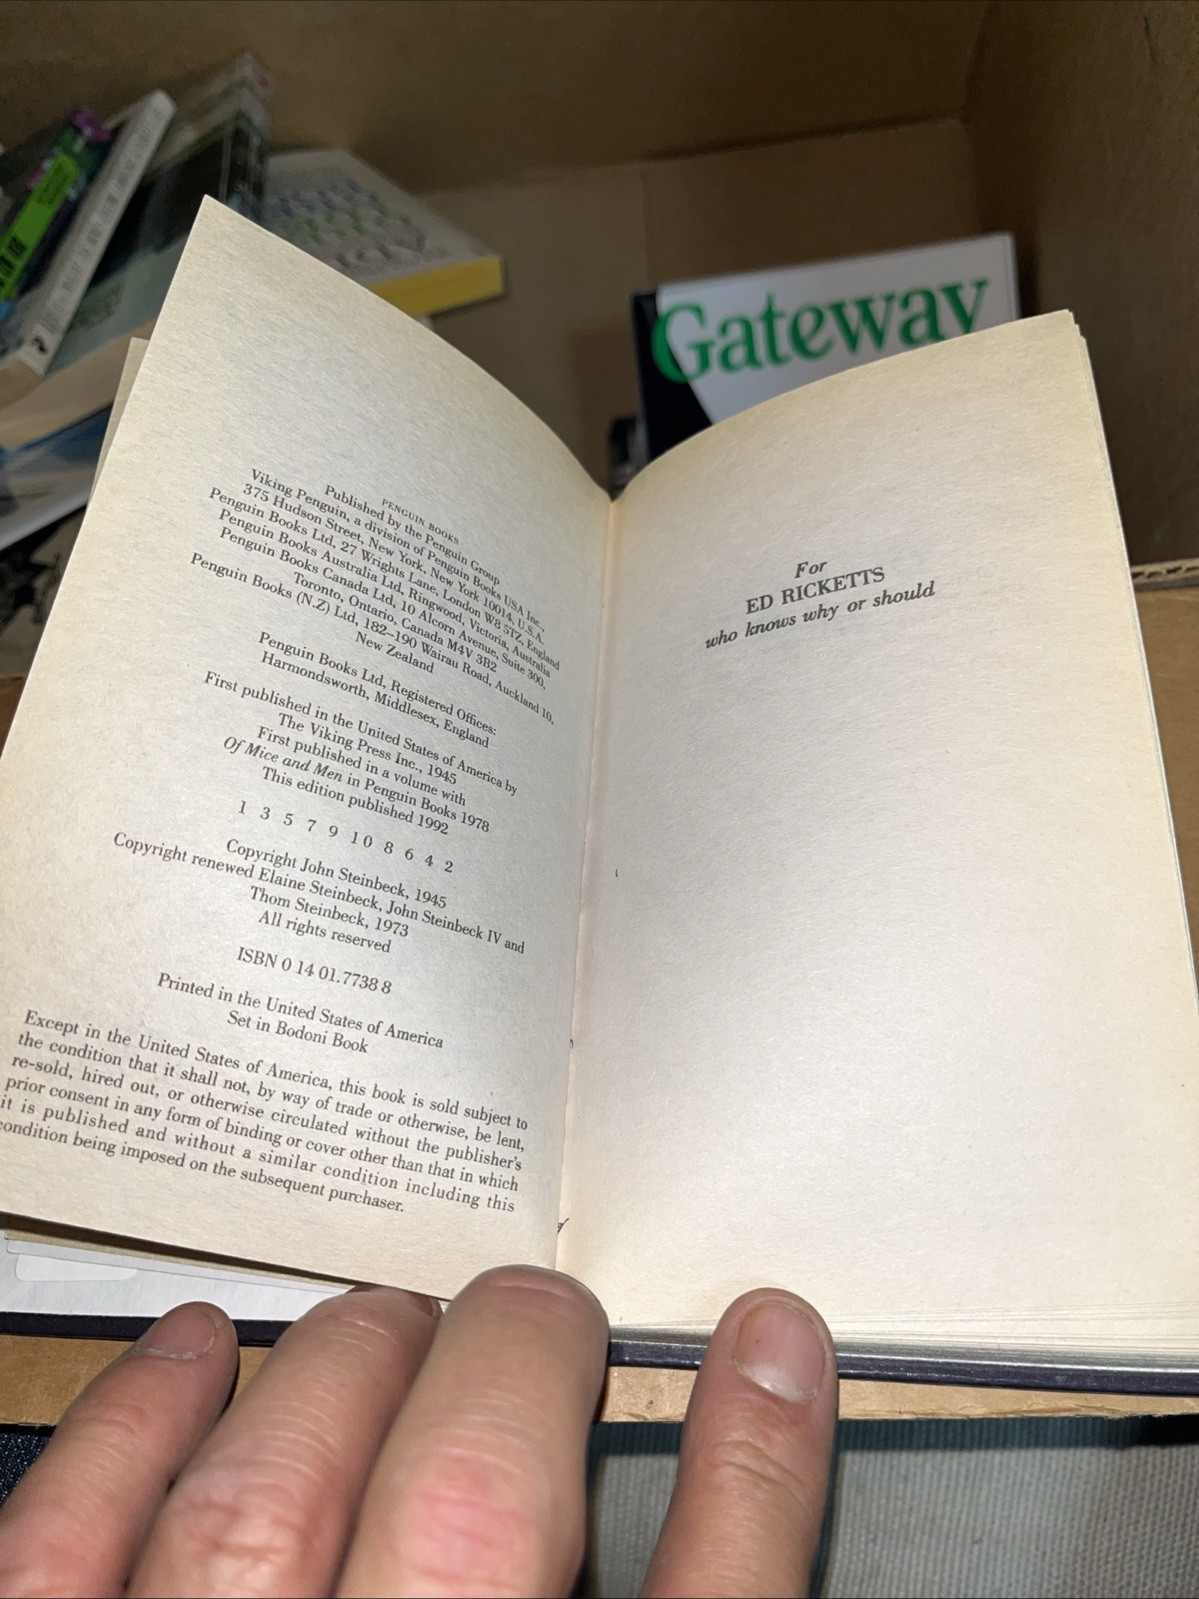 Gateway
PENGUIN BOOKS
Published by the Penguin Group
Viking Penguin, a division of Penguin Books USA Inc.,
375 Hudson Street, New York, New York 10014, U.S.A.
Penguin Books Ltd, 27 Wrights Lane, London W8 5TZ, England
Penguin Books Australia Ltd, Ringwood, Victoria, Australia
Penguin Books Canada Ltd, 10 Alcorn Avenue, Suite 300,
Toronto, Ontario, Canada M4V 3B2
Penguin Books (N.Z) Ltd, 182–190 Wairau Road, Auckland 10,
New Zealand
Penguin Books Ltd, Registered Offices:
Harmondsworth, Middlesex, England
First published in the United States of America by
The Viking Press Inc., 1945
First published in a volume with
Of Mice and Men in Penguin Books 1978
This edition published 1992
1 3 5 7 9 10 8 6 4 2
Copyright John Steinbeck, 1945
Copyright renewed Elaine Steinbeck, John Steinbeck IV and
Thom Steinbeck, 1973
All rights reserved
ISBN 0 14 01.7738 8
Printed in the United States of America
Set in Bodoni Book
Except in the United States of America, this book is sold subject to
the condition that it shall not, by way of trade or otherwise, be lent,
re-sold, hired out, or otherwise circulated without the publisher's
prior consent in any form of binding or cover other than that in which
it is published and without a similar condition including this
condition being imposed on the subsequent purchaser.
For
ED RICKETTS
who knows why or should